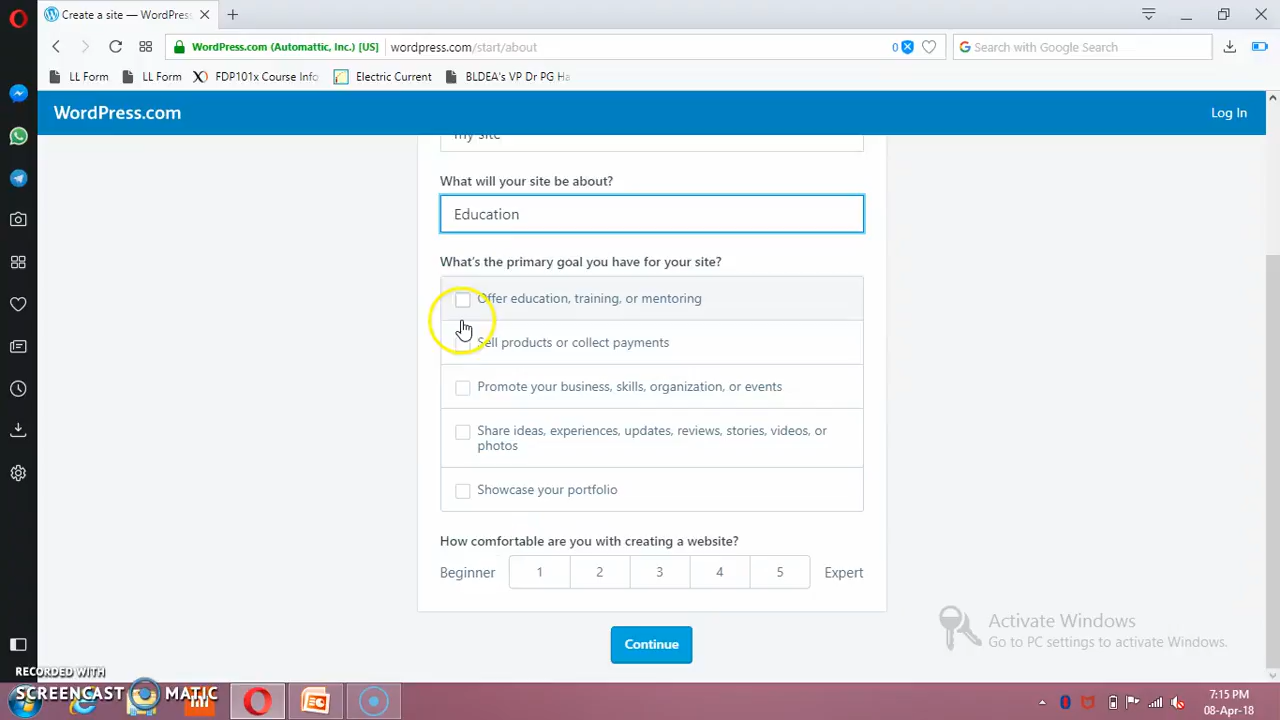 Create a site — WordPress
WordPress.com (Automattic, Inc.) [US]
wordpress.com/start/about
0
Search with Google Search
LL Form
LL Form
FDP101x Course Info
Electric Current
BLDEA's VP Dr PG Ha
WordPress.com
Log In
my site
What will your site be about?
Education
What's the primary goal you have for your site?
Offer education, training, or mentoring
Sell products or collect payments
Promote your business, skills, organization, or events
Share ideas, experiences, updates, reviews, stories, videos, or
photos
Showcase your portfolio
How comfortable are you with creating a website?
Beginner 1 2 3 4 5 Expert
Continue
Activate Windows
Go to PC settings to activate Windows.
RECORDED WITH
SCREENCAST MATIC
7:15 PM
08-Apr-18